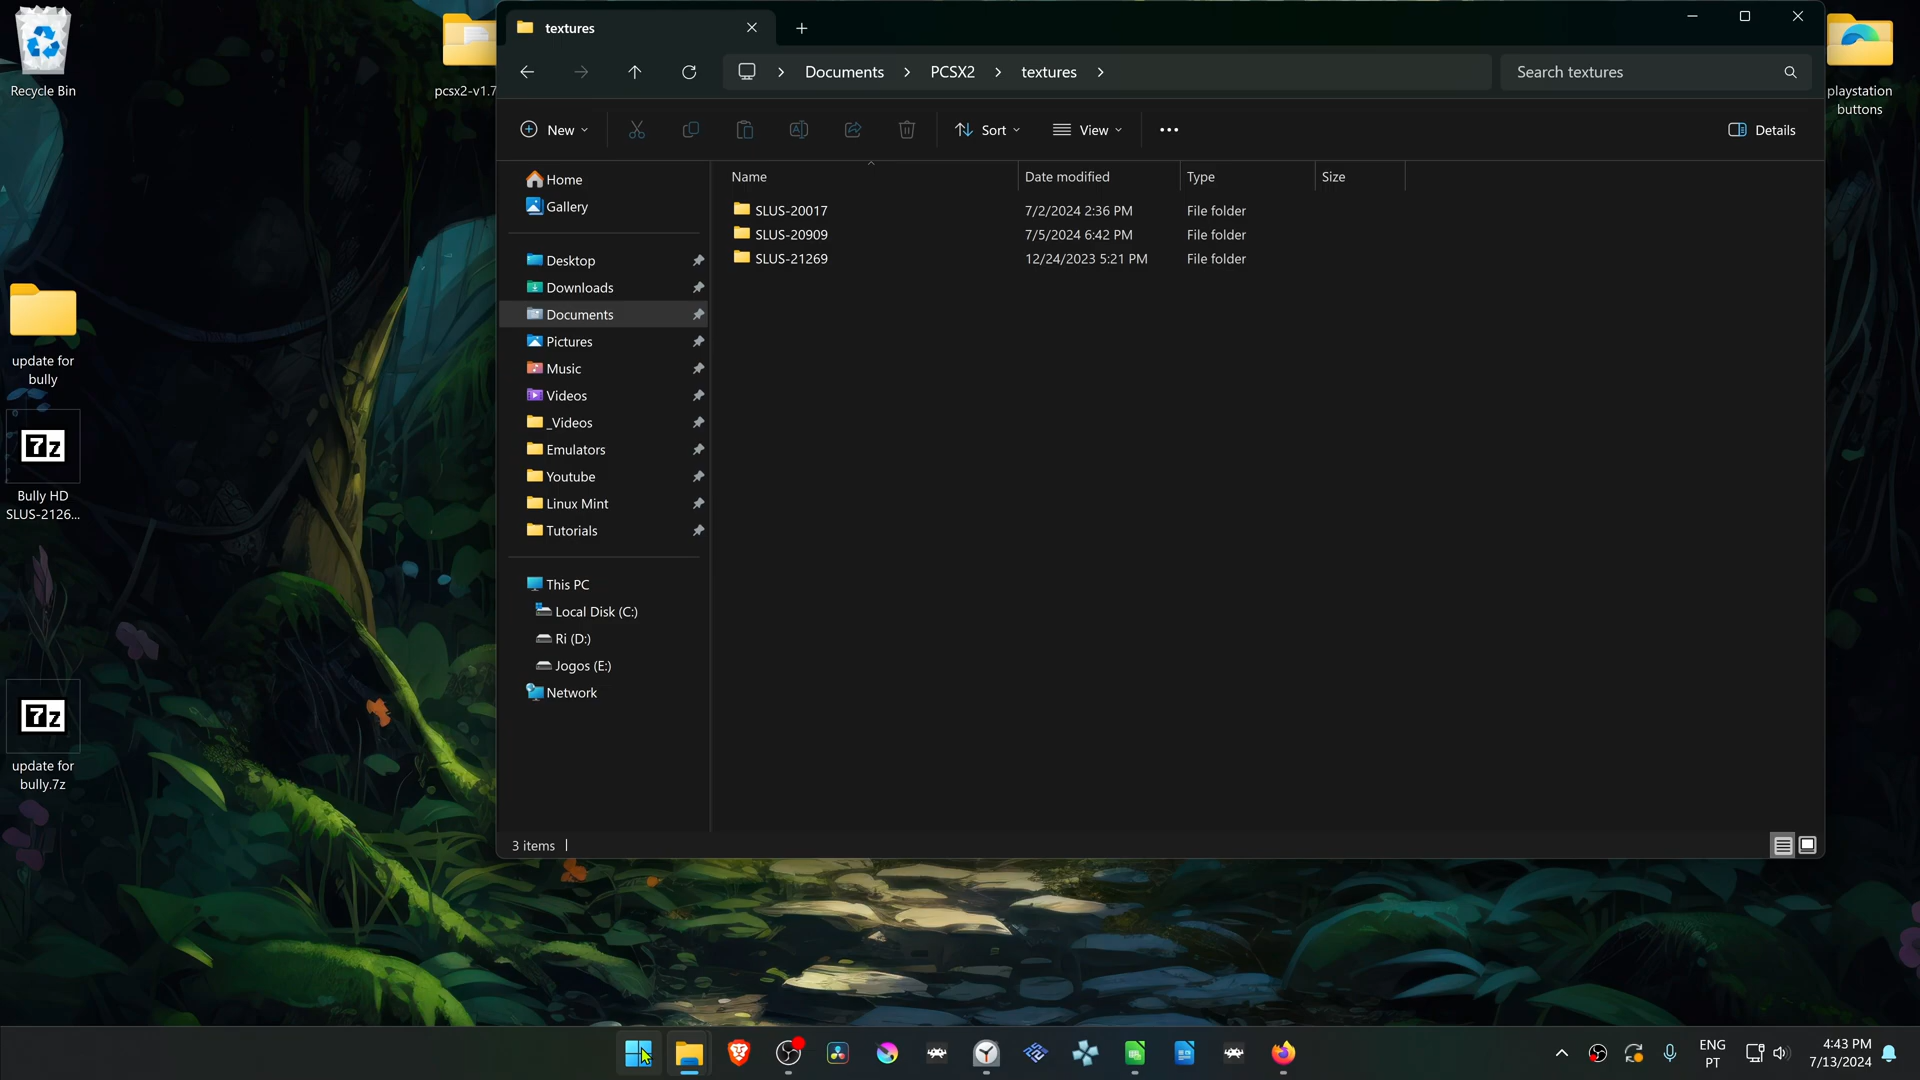 Recycle Bin
pcsx2-v1.7
update for
bully
7z
Bully HD
SLUS-2126...
7z
update for
bully.7z
playstation
buttons
textures
Documents
PCSX2
textures
Search textures
New
Sort
View
Details
Home
Gallery
Desktop
Downloads
Documents
Pictures
Music
Videos
_Videos
Emulators
Youtube
Linux Mint
Tutorials
This PC
Local Disk (C:)
Ri (D:)
Jogos (E:)
Network
Name Date modified Type Size
SLUS-20017 7/2/2024 2:36 PM File folder
SLUS-20909 7/5/2024 6:42 PM File folder
SLUS-21269 12/24/2023 5:21 PM File folder
3 items
ENG
PT
4:43 PM
7/13/2024